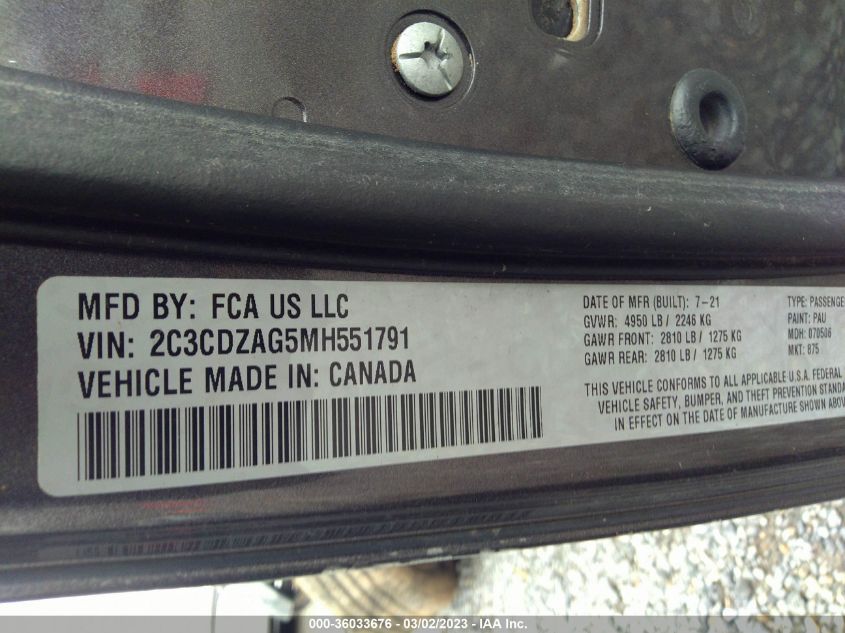 MFD BY: FCA US LLC
VIN: 2C3CDZAG5MH551791
VEHICLE MADE IN: CANADA
DATE OF MFR (BUILT): 7-21
GVWR: 4950 LB / 2246 KG
GAWR FRONT: 2810 LB / 1275 KG
GAWR REAR: 2810 LB / 1275 KG
TYPE: PASSENGE
PAINT: PAU
MDH: 070506
MKT: 875
THIS VEHICLE CONFORMS TO ALL APPLICABLE U.S.A. FEDERAL
VEHICLE SAFETY, BUMPER, AND THEFT PREVENTION STANDA
IN EFFECT ON THE DATE OF MANUFACTURE SHOWN ABOV
000-36033676 - 03/02/2023 - © IAA Inc.